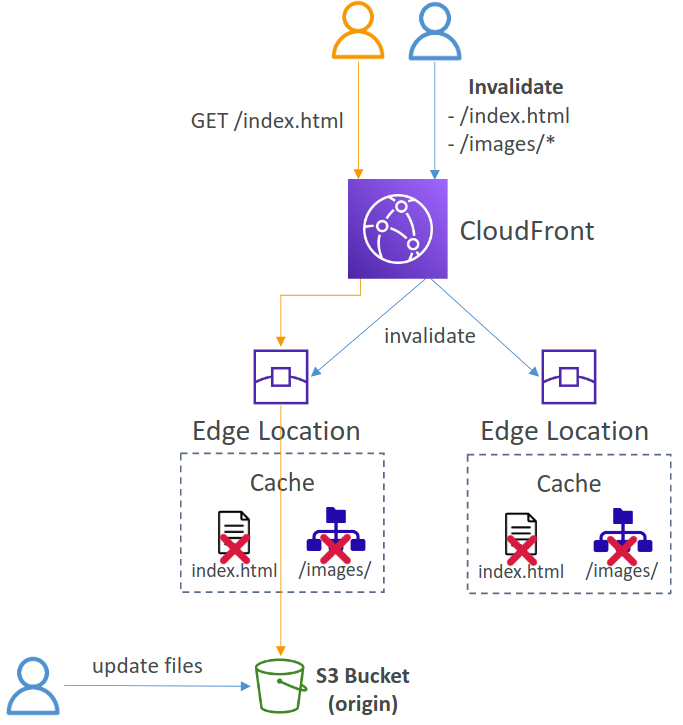 GET /index.html
Invalidate
- /index.html
- /images/*
CloudFront
invalidate
Edge Location
Edge Location
Cache
index.html
/images/
Cache
index.html
/images/
update files
S3 Bucket
(origin)